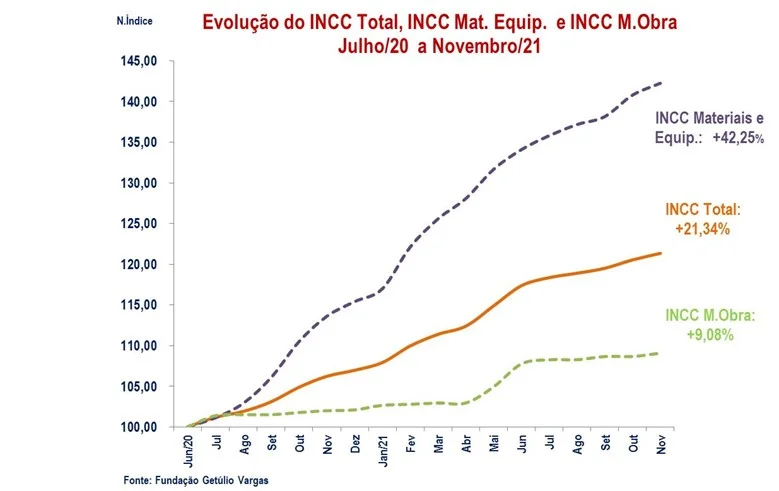 N.Índice
Evolução do INCC Total, INCC Mat. Equip. e INCC M.Obra
Julho/20 a Novembro/21
145,00
140,00
135,00
130,00
125,00
120,00
115,00
110,00
105,00
100,00
INCC Materiais e
Equip.: +42,25%
INCC Total:
+21,34%
INCC M.Obra:
+9,08%
Jun/20 Jul Ago Set Out Nov Dez Jan/21 Fev Mar Abr Mai Jun Jul Ago Set Out Nov
Fonte: Fundação Getúlio Vargas